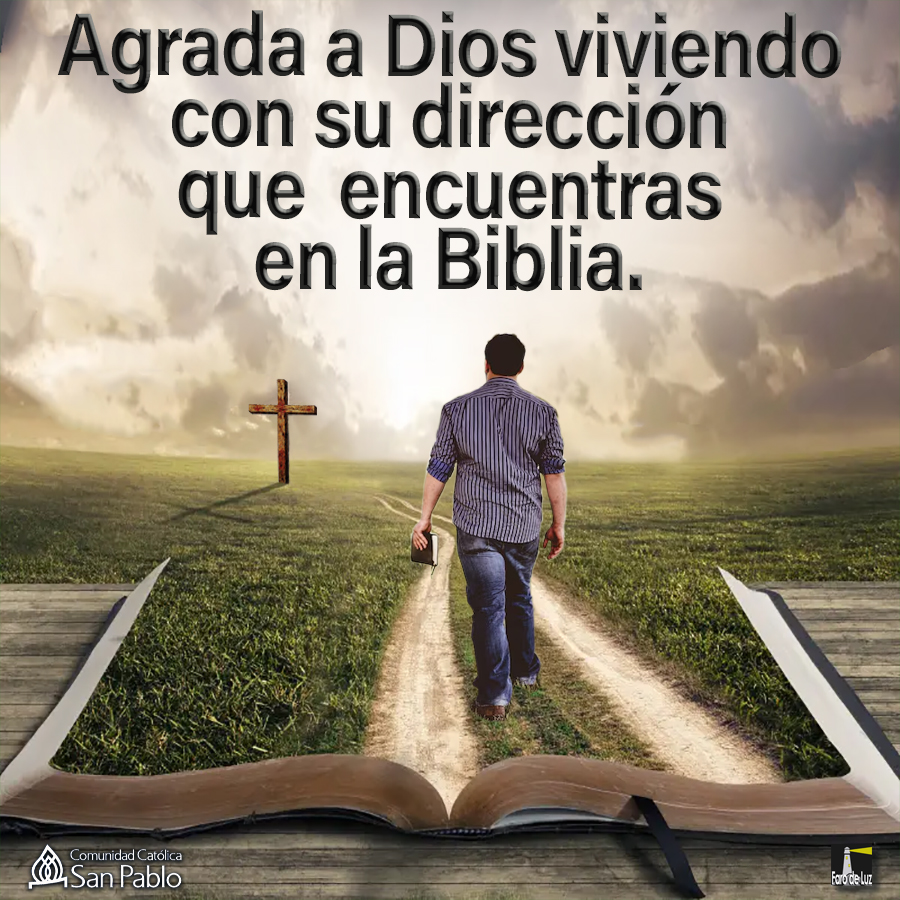 Agrada a Dios viviendo
con su dirección
que encuentras
en la Biblia.
Comunidad Católica
San Pablo
Faro de Luz